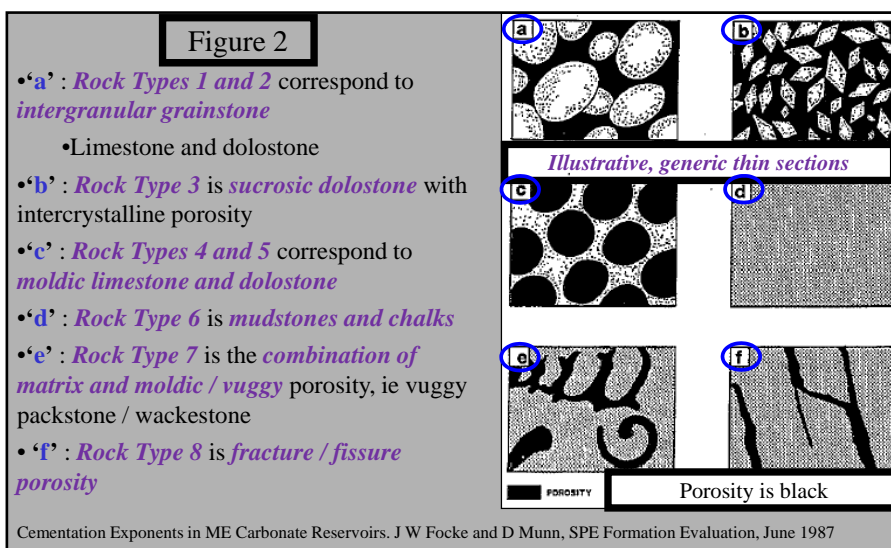 Figure 2
•‘a’ : Rock Types 1 and 2 correspond to
intergranular grainstone
•Limestone and dolostone
•‘b’ : Rock Type 3 is sucrosic dolostone with
intercrystalline porosity
•‘c’ : Rock Types 4 and 5 correspond to
moldic limestone and dolostone
•‘d’ : Rock Type 6 is mudstones and chalks
•‘e’ : Rock Type 7 is the combination of
matrix and moldic / vuggy porosity, ie vuggy
packstone / wackestone
• ‘f’ : Rock Type 8 is fracture / fissure
porosity
a
b
Illustrative, generic thin sections
c
d
e
f
POROSITY
Porosity is black
Cementation Exponents in ME Carbonate Reservoirs. J W Focke and D Munn, SPE Formation Evaluation, June 1987